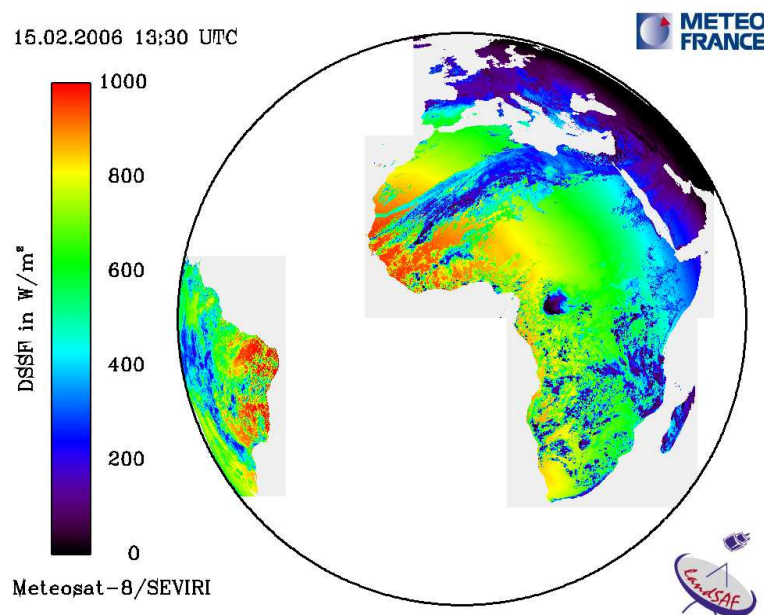 15.02.2006 13:30 UTC
METEO
FRANCE
1000
800
600
400
200
0
DSSF in W/m²
Meteosat-8/SEVIRI
LandSAF